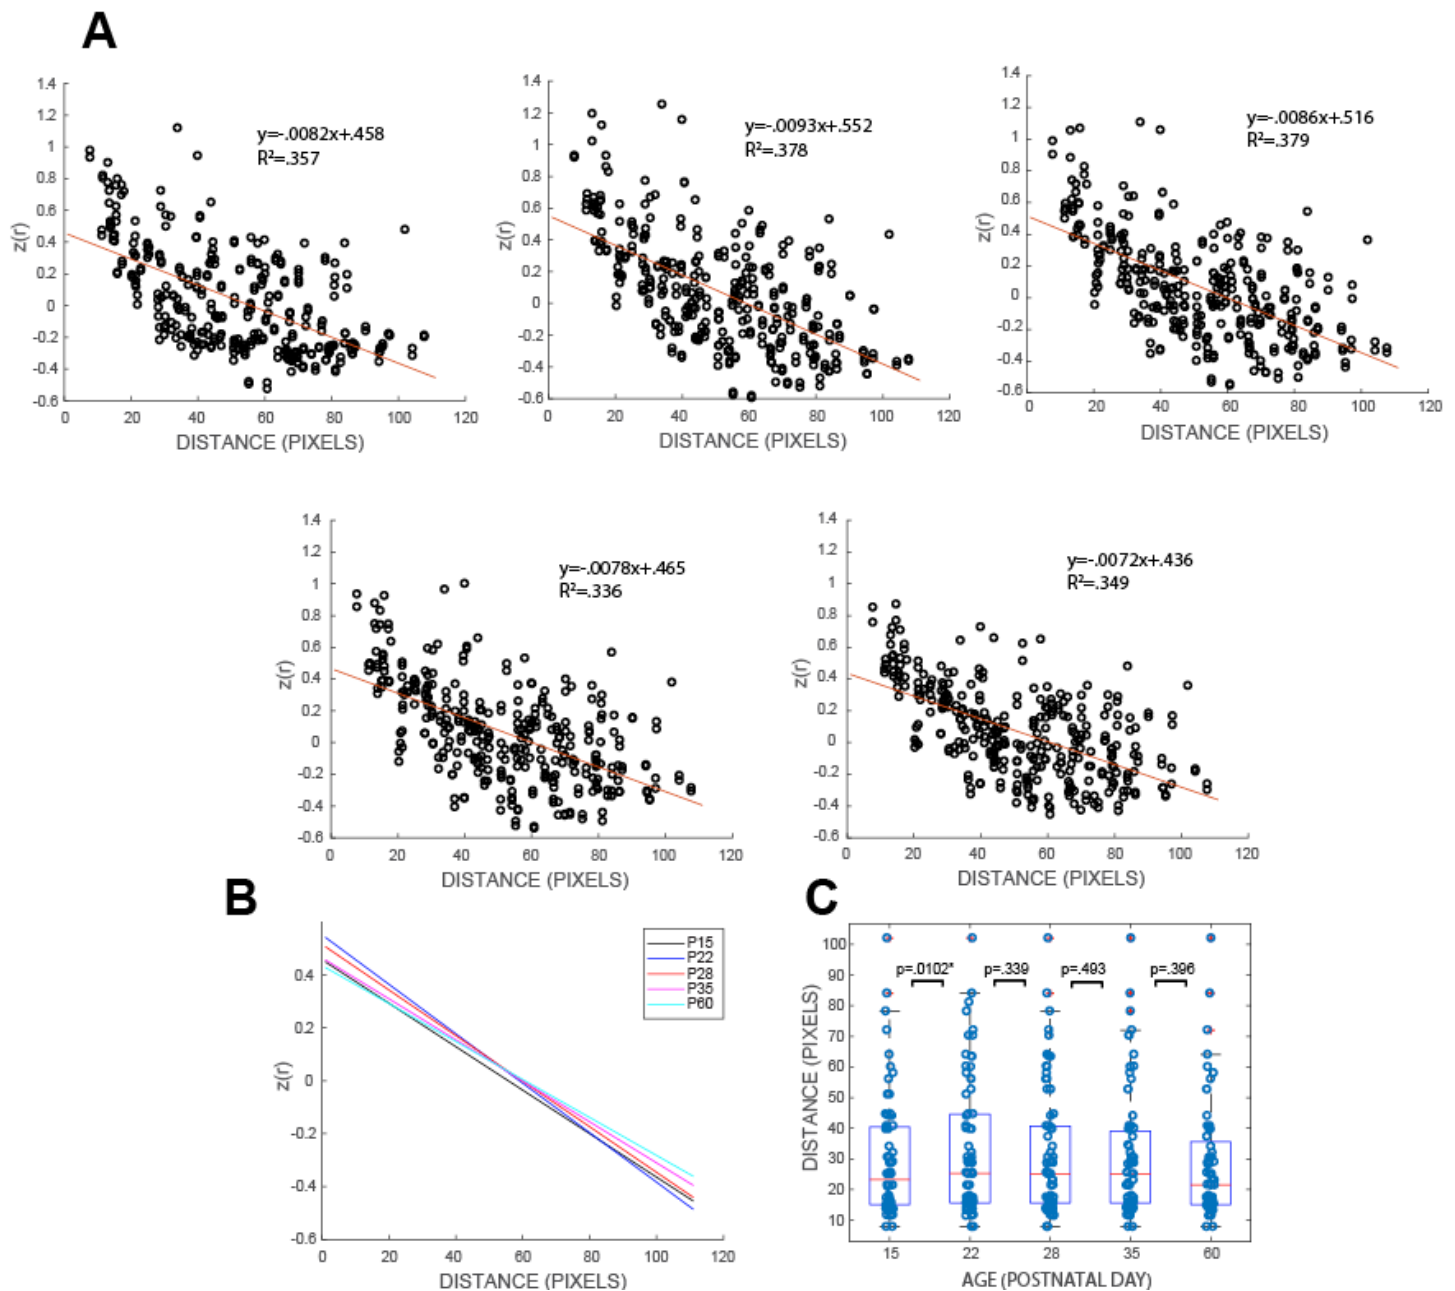 A
1.4
1.2
1
0.8
0.6
0.4
0.2
0
-0.2
-0.4
-0.6
z(r)
y=-.0082x+.458
R²=.357
0 20 40 60 80 100 120
DISTANCE (PIXELS)
1.4
1.2
1
0.8
0.6
0.4
0.2
0
-0.2
-0.4
-0.6
z(r)
y=-.0093x+.552
R²=.378
0 20 40 60 80 100 120
DISTANCE (PIXELS)
1.4
1.2
1
0.8
0.6
0.4
0.2
0
-0.2
-0.4
-0.6
z(r)
y=-.0086x+.516
R²=.379
0 20 40 60 80 100 120
DISTANCE (PIXELS)
1.4
1.2
1
0.8
0.6
0.4
0.2
0
-0.2
-0.4
-0.6
z(r)
y=-.0078x+.465
R²=.336
0 20 40 60 80 100 120
DISTANCE (PIXELS)
1.4
1.2
1
0.8
0.6
0.4
0.2
0
-0.2
-0.4
-0.6
z(r)
y=-.0072x+.436
R²=.349
0 20 40 60 80 100 120
DISTANCE (PIXELS)
B
0.4
0.2
0
-0.2
-0.4
-0.6
z(r)
P15
P22
P28
P35
P60
0 20 40 60 80 100 120
DISTANCE (PIXELS)
C
100
90
80
70
60
50
40
30
20
10
DISTANCE (PIXELS)
p=.0102* p=.339 p=.493 p=.396
15 22 28 35 60
AGE (POSTNATAL DAY)